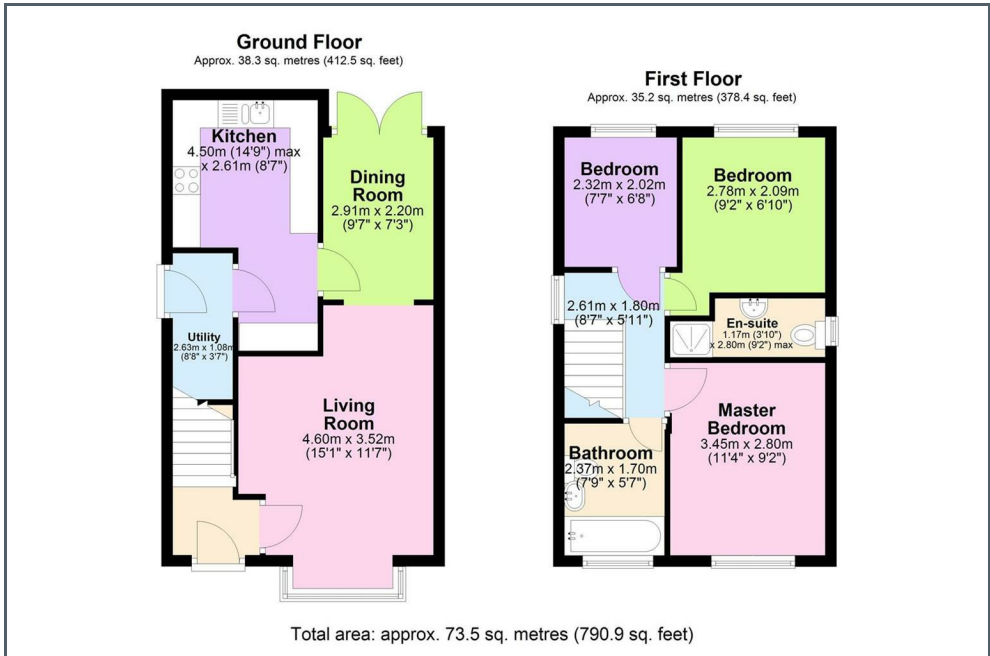 Ground Floor
Approx. 38.3 sq. metres (412.5 sq. feet)
Kitchen
4.50m (14'9") max
x 2.61m (8'7")
Dining
Room
2.91m x 2.20m
(9'7" x 7'3")
Utility
2.63m x 1.08m
(8'8" x 3'7")
Living
Room
4.60m x 3.52m
(15'1" x 11'7")
First Floor
Approx. 35.2 sq. metres (378.4 sq. feet)
Bedroom
2.32m x 2.02m
(7'7" x 6'8")
Bedroom
2.78m x 2.09m
(9'2" x 6'10")
2.61m x 1.80m
(8'7" x 5'11")
En-suite
1.17m (3'10")
x 2.80m (9'2") max
Master
Bedroom
3.45m x 2.80m
(11'4" x 9'2")
Bathroom
2.37m x 1.70m
(7'9" x 5'7")
Total area: approx. 73.5 sq. metres (790.9 sq. feet)